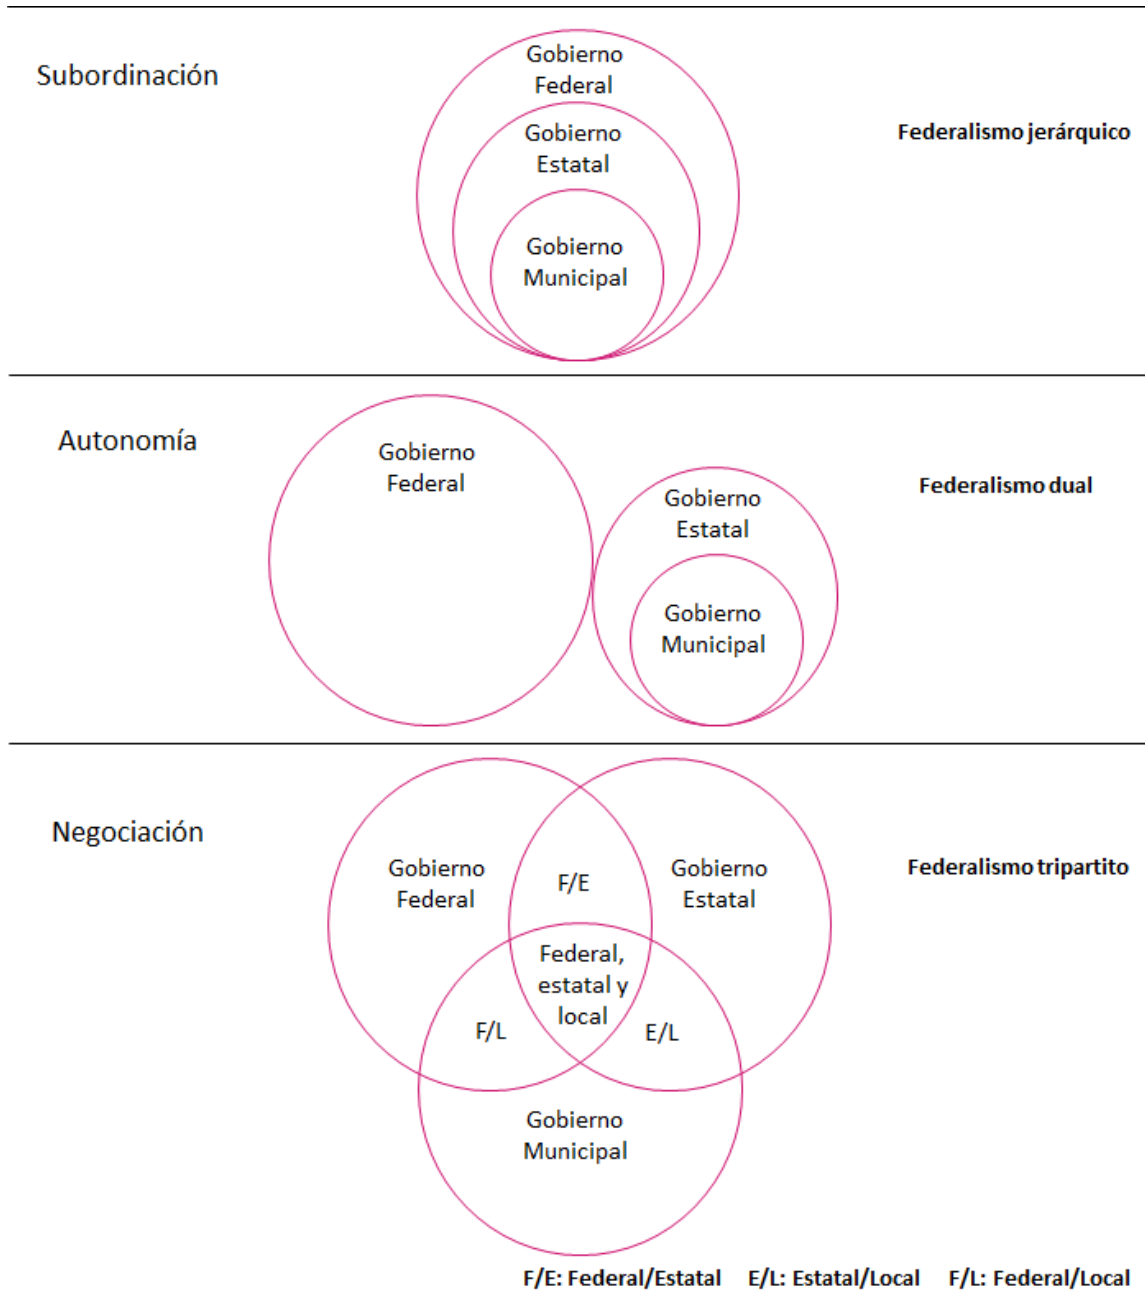 Subordinación
Gobierno
Federal
Gobierno
Estatal
Gobierno
Municipal
Federalismo jerárquico
Autonomía
Gobierno
Federal
Gobierno
Estatal
Gobierno
Municipal
Federalismo dual
Negociación
Gobierno
Federal
F/E
Gobierno
Estatal
Federal,
estatal y
local
F/L
E/L
Gobierno
Municipal
Federalismo tripartito
F/E: Federal/Estatal E/L: Estatal/Local F/L: Federal/Local